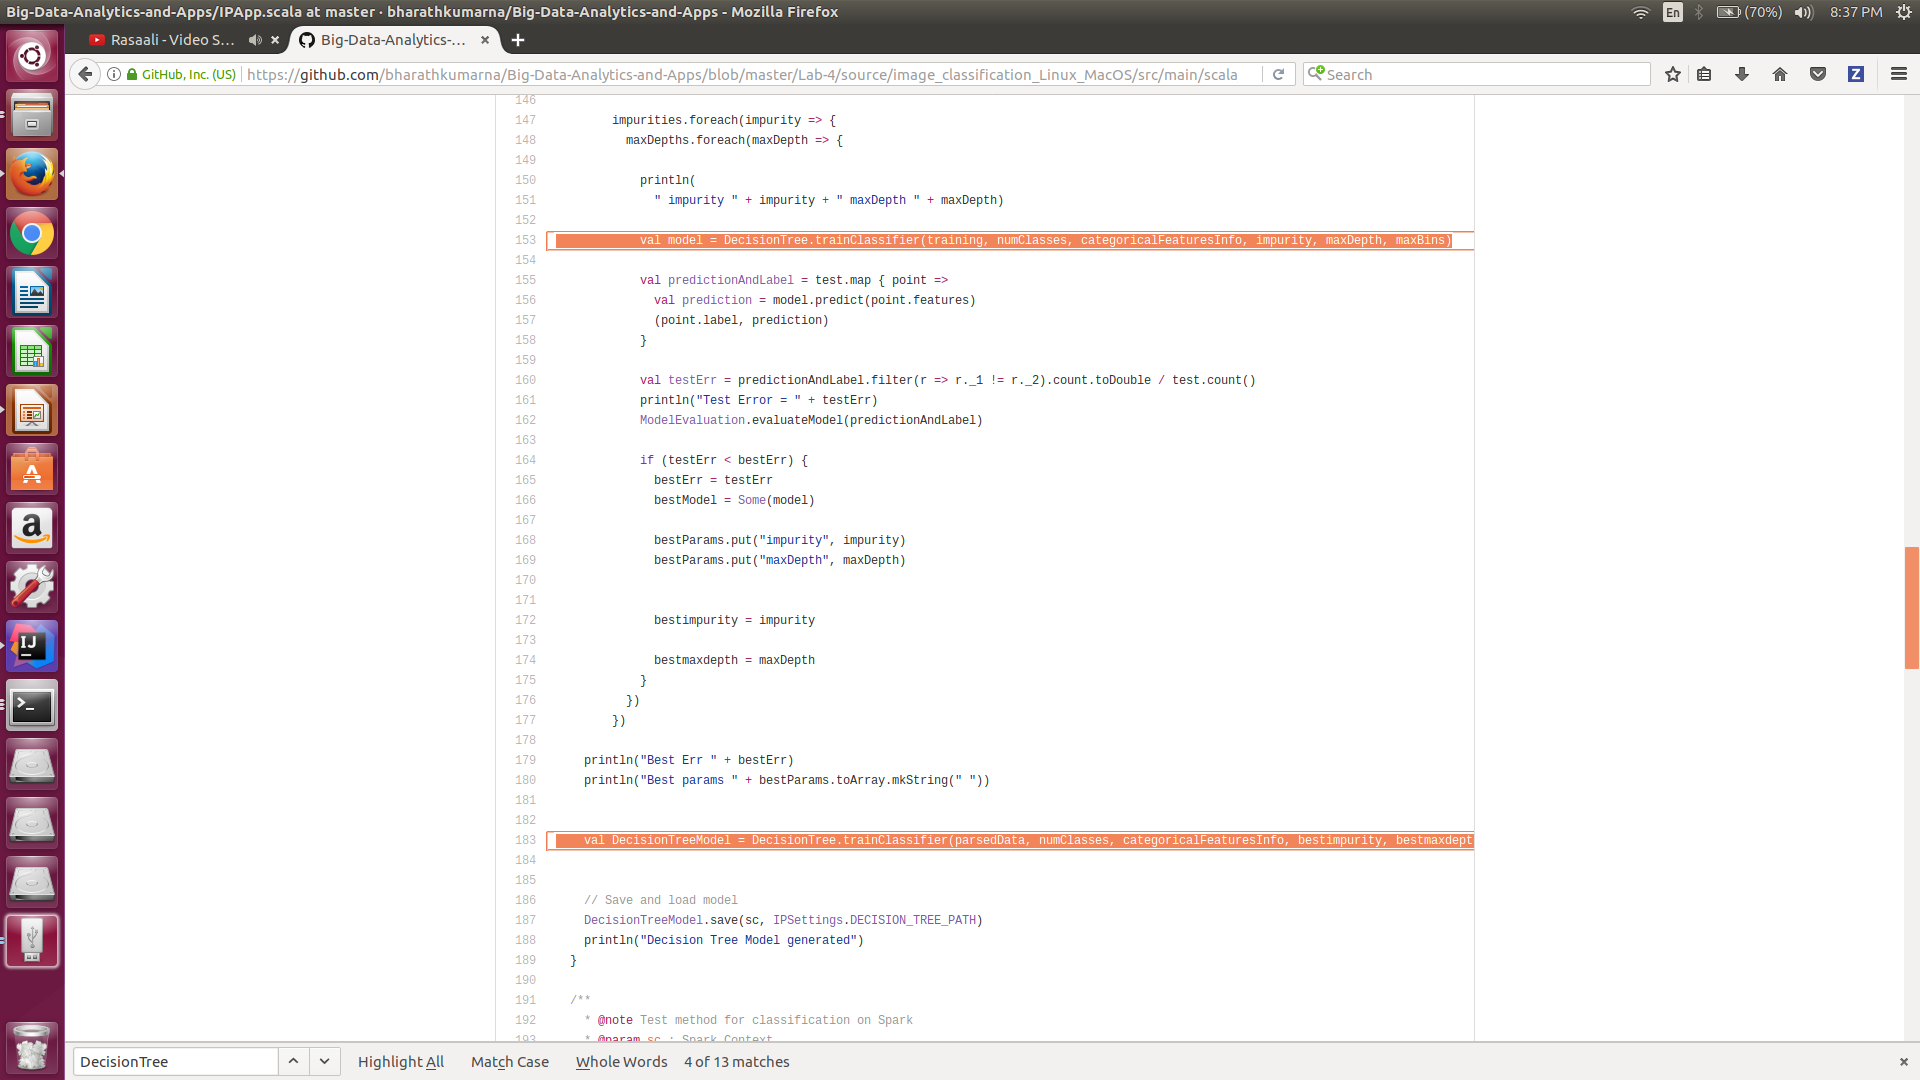 Big-Data-Analytics-and-Apps/IPApp.scala at master · bharathkumarna/Big-Data-Analytics-and-Apps - Mozilla Firefox
En (70%) 8:37 PM
Rasaali - Video S...
Big-Data-Analytics-...
GitHub, Inc. (US) https://github.com/bharathkumarna/Big-Data-Analytics-and-Apps/blob/master/Lab-4/source/image_classification_Linux_MacOS/src/main/scala
Search
Z
146
147 impurities.foreach(impurity => {
148 maxDepths.foreach(maxDepth => {
149
150 println(
151 " impurity " + impurity + " maxDepth " + maxDepth)
152
153 val model = DecisionTree.trainClassifier(training, numClasses, categoricalFeaturesInfo, impurity, maxDepth, maxBins)
154
155 val predictionAndLabel = test.map { point =>
156 val prediction = model.predict(point.features)
157 (point.label, prediction)
158 }
159
160 val testErr = predictionAndLabel.filter(r => r._1 != r._2).count.toDouble / test.count()
161 println("Test Error = " + testErr)
162 ModelEvaluation.evaluateModel(predictionAndLabel)
163
164 if (testErr < bestErr) {
165 bestErr = testErr
166 bestModel = Some(model)
167
168 bestParams.put("impurity", impurity)
169 bestParams.put("maxDepth", maxDepth)
170
171
172 bestimpurity = impurity
173
174 bestmaxdepth = maxDepth
175 }
176 })
177 })
178
179 println("Best Err " + bestErr)
180 println("Best params " + bestParams.toArray.mkString(" "))
181
182
183 val DecisionTreeModel = DecisionTree.trainClassifier(parsedData, numClasses, categoricalFeaturesInfo, bestimpurity, bestmaxdept
184
185
186 // Save and load model
187 DecisionTreeModel.save(sc, IPSettings.DECISION_TREE_PATH)
188 println("Decision Tree Model generated")
189 }
190
191 /**
192 * @note Test method for classification on Spark
193 * @param sc : Spark Context
IJ
a
DecisionTree
Highlight All
Match Case
Whole Words
4 of 13 matches